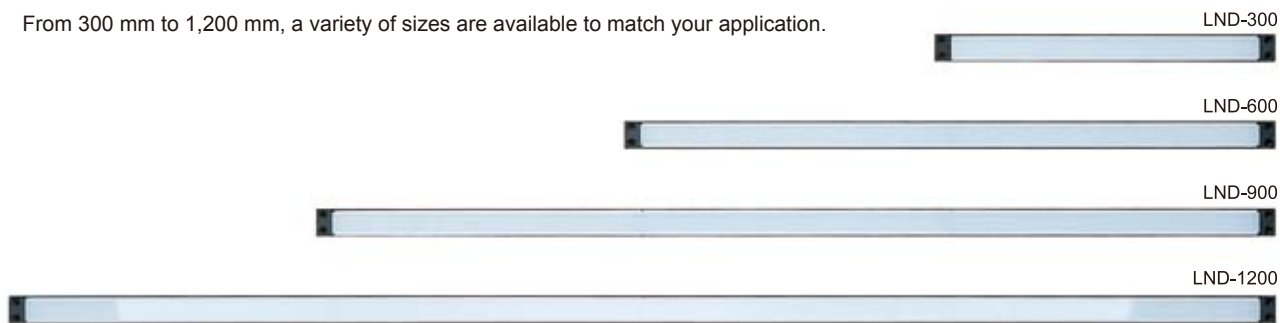 From 300 mm to 1,200 mm, a variety of sizes are available to match your application.
LND-300
LND-600
LND-900
LND-1200